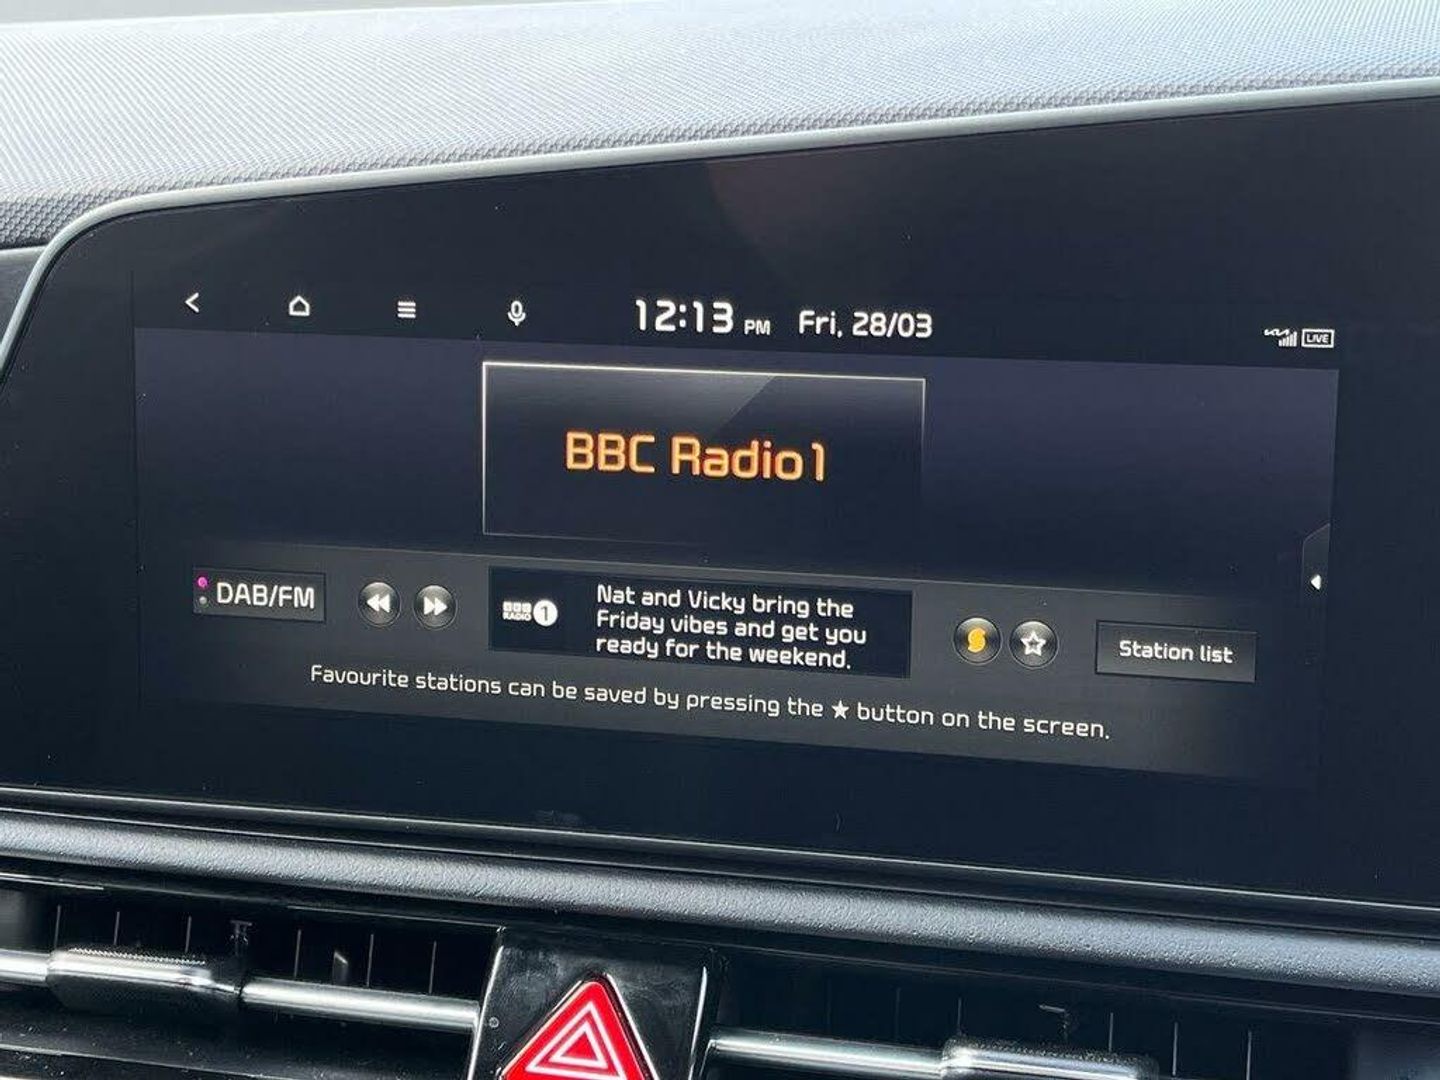 12:13 PM Fri, 28/03
LIVE
BBC Radio 1
DAB/FM
BBC
RADIO 1
Nat and Vicky bring the
Friday vibes and get you
ready for the weekend.
Station list
Favourite stations can be saved by pressing the ★ button on the screen.